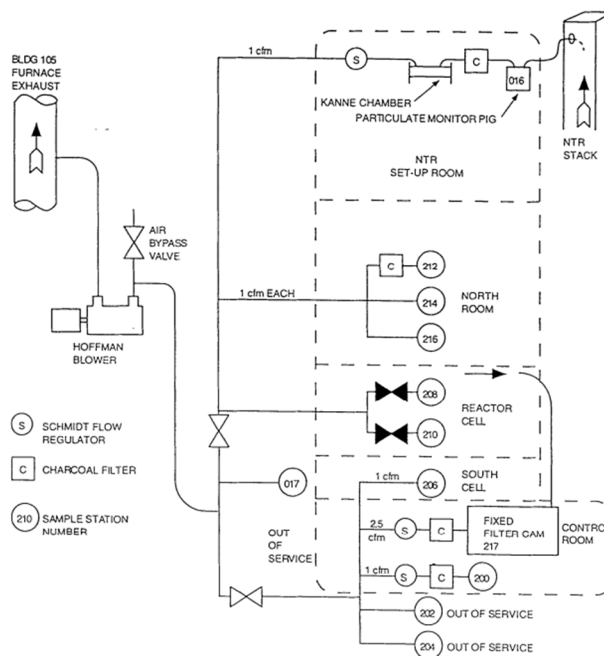 BLDG 105
FURNACE
EXHAUST
1 cfm
S
C
016
KANNE CHAMBER
PARTICULATE MONITOR PIG
NTR
SET-UP ROOM
NTR
STACK
AIR
BYPASS
VALVE
HOFFMAN
BLOWER
1 cfm EACH
C
212
214
216
NORTH
ROOM
208
210
REACTOR
CELL
S
SCHMIDT FLOW
REGULATOR
C
CHARCOAL FILTER
210
SAMPLE STATION
NUMBER
017
OUT
OF
SERVICE
1 cfm
206
SOUTH
CELL
2.5
cfm
S
C
FIXED
FILTER CAM
217
CONTROL
ROOM
1 cfm
S
C
200
202
OUT OF SERVICE
204
OUT OF SERVICE